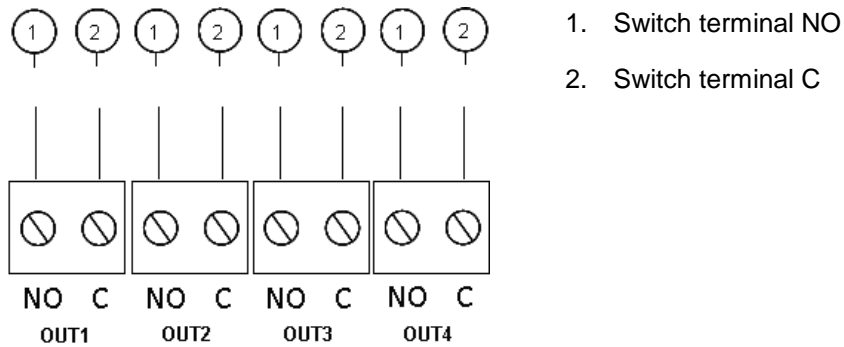 1 2 1 2 1 2 1 2
1. Switch terminal NO
2. Switch terminal C
NO C NO C NO C NO C
OUT1 OUT2 OUT3 OUT4